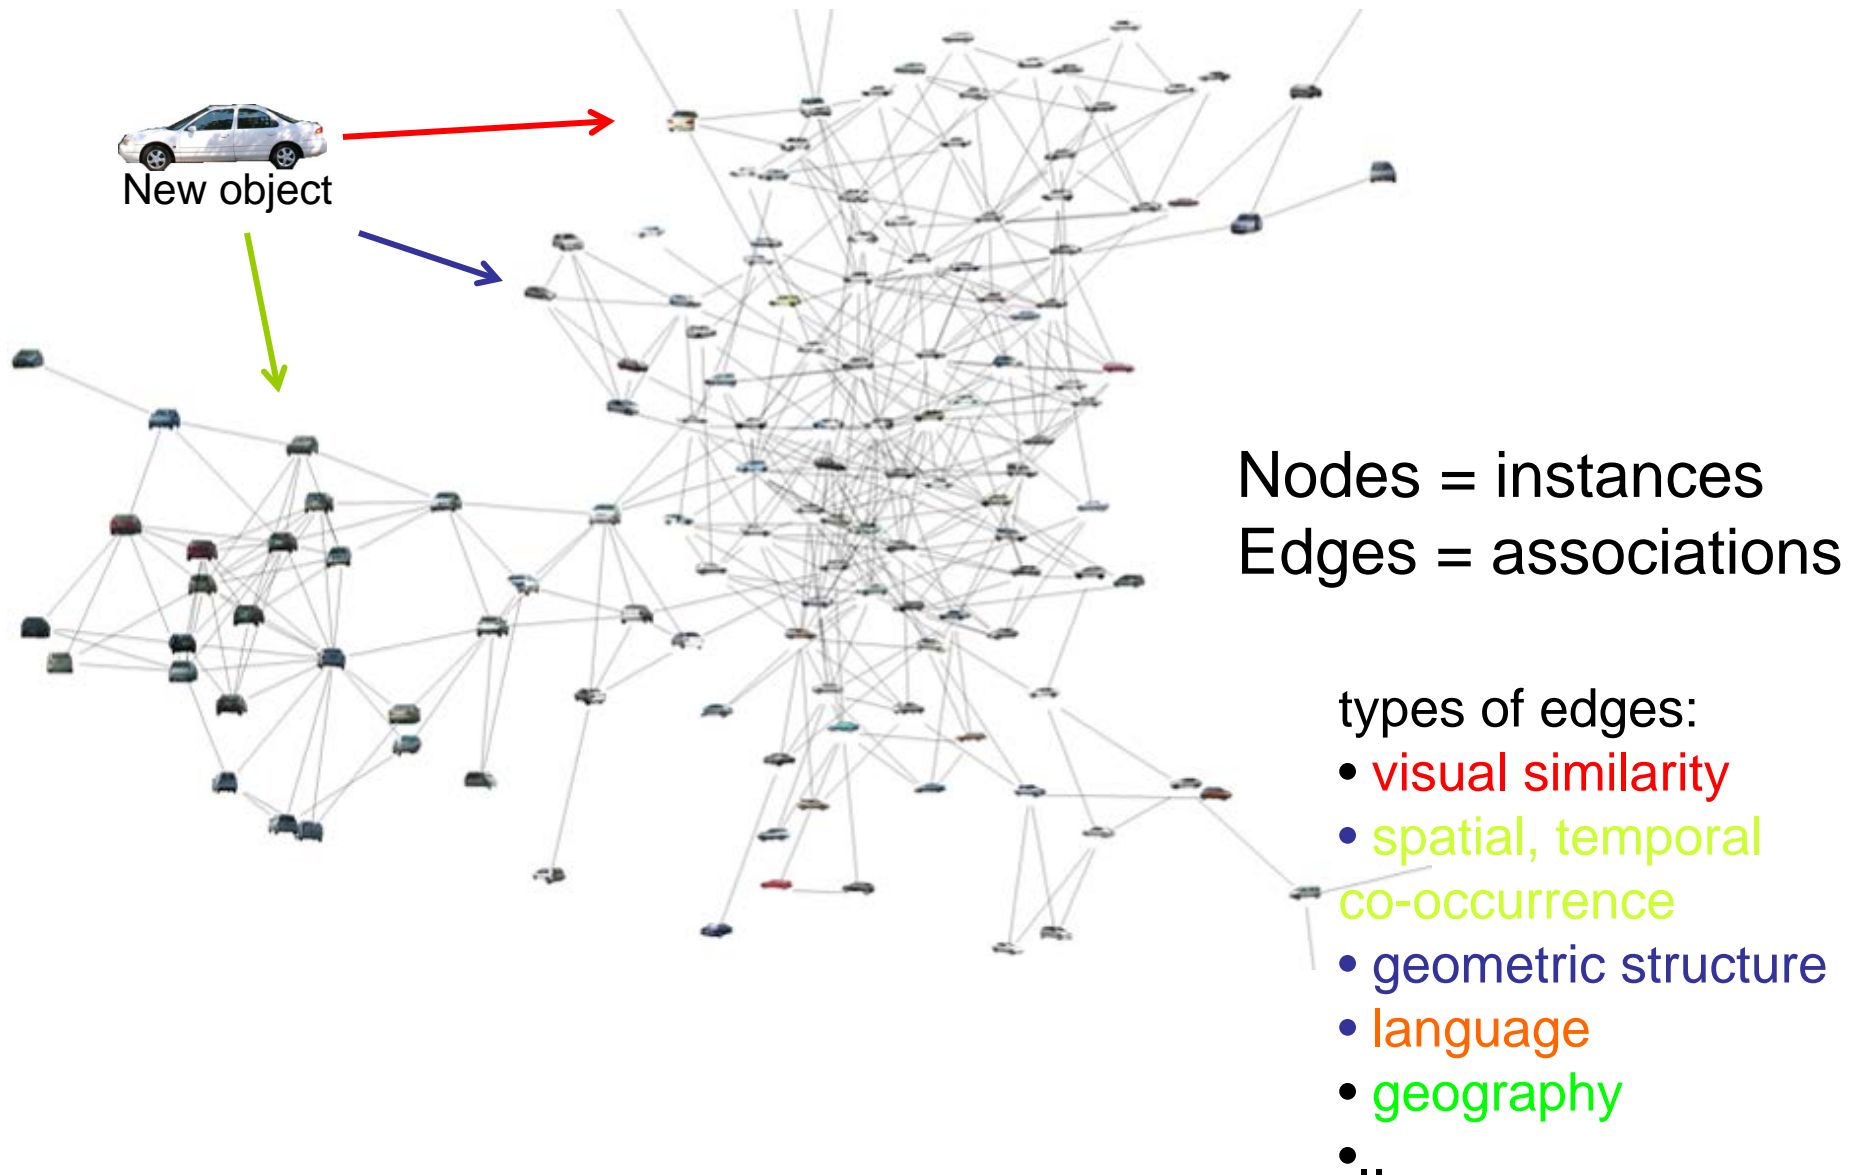 New object
Nodes = instances
Edges = associations
types of edges:
• visual similarity
• spatial, temporal
co-occurrence
• geometric structure
• language
• geography
•..